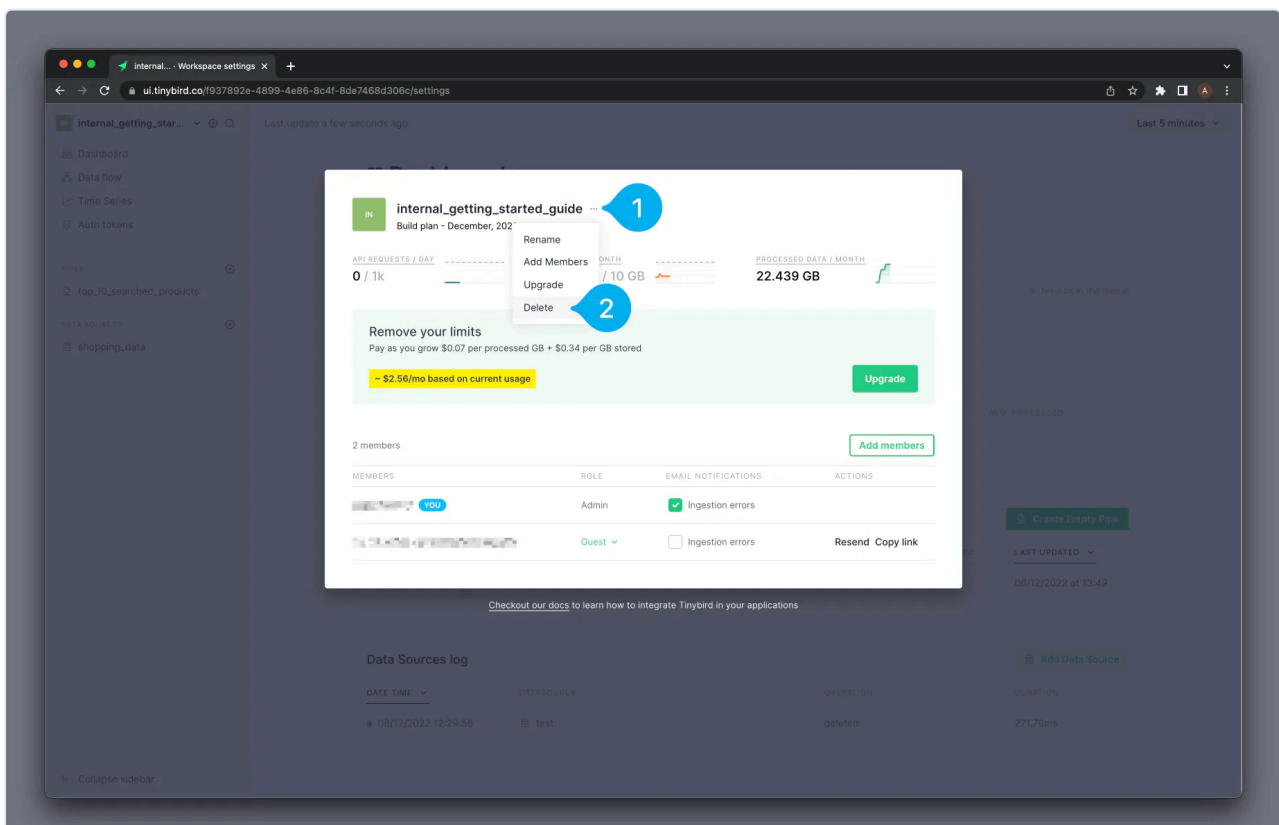 internal... · Workspace settings
ui.tinybird.co/f937892e-4899-4e86-8c4f-8de7468d306c/settings
A
internal_getting_star...
Last update a few seconds ago
Last 5 minutes
Dashboard
Data flow
Time Series
Auth tokens
PIPES
top_10_searched_products
DATA SOURCES
shopping_data
IN
internal_getting_started_guide ...
1
Build plan - December, 202
Rename
Add Members
Upgrade
Delete
2
API REQUESTS / DAY
0 / 1k
ONTH
/ 10 GB
PROCESSED DATA / MONTH
22.439 GB
Remove your limits
Pay as you grow $0.07 per processed GB + $0.34 per GB stored
~ $2.56/mo based on current usage
Upgrade
AVG. PROCESSED
2 members
Add members
MEMBERS
ROLE
EMAIL NOTIFICATIONS
ACTIONS
YOU
Admin
Ingestion errors
Guest
Ingestion errors
Resend Copy link
Create Empty Pipe
LAST UPDATED
06/12/2022 at 13:49
Checkout our docs to learn how to integrate Tinybird in your applications
Data Sources log
Add Data Source
DATE TIME
DATASOURCE
OPERATION
DURATION
06/12/2022 12:29:56
test
deleted
271.76ms
Collapse sidebar